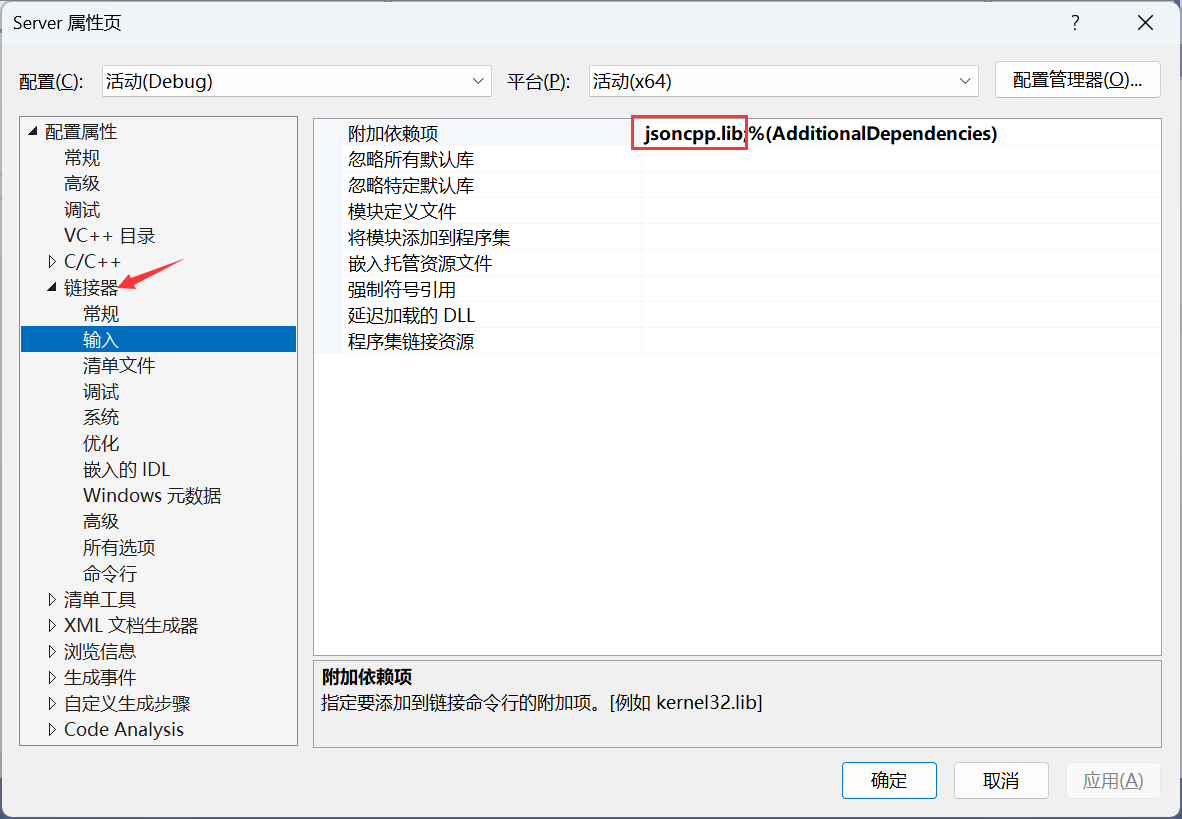 Server 属性页
?
配置(C):
活动(Debug)
平台(P):
活动(x64)
配置管理器(O)...
配置属性
常规
高级
调试
VC++ 目录
C/C++
链接器
常规
输入
清单文件
调试
系统
优化
嵌入的 IDL
Windows 元数据
高级
所有选项
命令行
清单工具
XML 文档生成器
浏览信息
生成事件
自定义生成步骤
Code Analysis
附加依赖项 jsoncpp.lib;%(AdditionalDependencies)
忽略所有默认库
忽略特定默认库
模块定义文件
将模块添加到程序集
嵌入托管资源文件
强制符号引用
延迟加载的 DLL
程序集链接资源
附加依赖项
指定要添加到链接命令行的附加项。[例如 kernel32.lib]
确定
取消
应用(A)